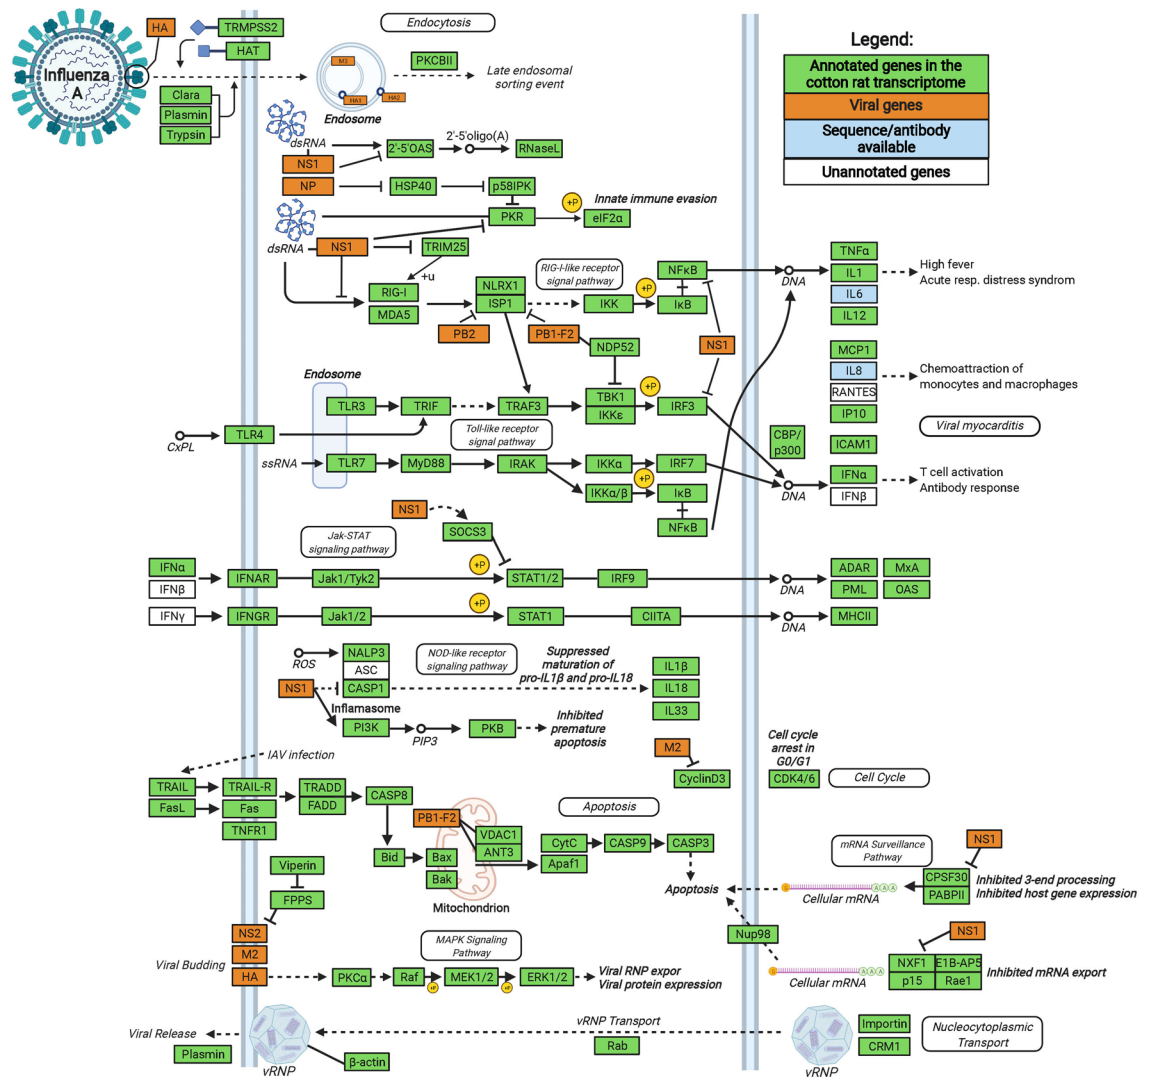 HA
TRMPSS2
HAT
Influenza
A
Clara
Plasmin
Trypsin
Endocytosis
M2
HA1
HA2
Endosome
PKCBII
Late endosomal
sorting event
Legend:
Annotated genes in the
cotton rat transcriptome
Viral genes
Sequence/antibody
available
Unannotated genes
dsRNA
NS1
2'-5'OAS
2'-5'oligo(A)
RNaseL
NP
HSP40
p58IPK
PKR
+P
eIF2α
Innate immune evasion
dsRNA
NS1
TRIM25
+u
RIG-I
MDA5
NLRX1
ISP1
RIG-I-like receptor
signal pathway
IKK
+P
NFκB
IκB
DNA
PB2
PB1-F2
NDP52
NS1
TNFα
IL1
IL6
IL12
High fever
Acute resp. distress syndrom
MCP1
IL8
RANTES
IP10
Chemoattraction of
monocytes and macrophages
Viral myocarditis
ICAM1
Endosome
TLR3
TRIF
TRAF3
TBK1
IKKε
+P
IRF3
CxPL
TLR4
Toll-like receptor
signal pathway
CBP/
p300
ssRNA
TLR7
MyD88
IRAK
IKKα
IRF7
IKKα/β
+P
IκB
NFκB
DNA
IFNα
IFNβ
T cell activation
Antibody response
NS1
SOCS3
Jak-STAT
signaling pathway
IFNα
IFNβ
IFNAR
Jak1/Tyk2
+P
STAT1/2
IRF9
DNA
ADAR
MxA
PML
OAS
IFNγ
IFNGR
Jak1/2
+P
STAT1
CIITA
DNA
MHCII
ROS
NALP3
ASC
CASP1
NS1
Inflamasome
NOD-like receptor
signaling pathway
Suppressed
maturation of
pro-IL1β and pro-IL18
IL1β
IL18
IL33
PI3K
PIP3
PKB
Inhibited
premature
apoptosis
M2
CyclinD3
Cell cycle
arrest in
G0/G1
CDK4/6
Cell Cycle
IAV infection
TRAIL
FasL
TRAIL-R
Fas
TNFR1
TRADD
FADD
CASP8
PB1-F2
Apoptosis
VDAC1
ANT3
Bid
Bax
Bak
Mitochondrion
CytC
Apaf1
CASP9
CASP3
Apoptosis
mRNA Surveillance
Pathway
NS1
CPSF30
PABPII
Cellular mRNA
G
A A A
Inhibited 3-end processing
Inhibited host gene expression
Viperin
FPPS
NS2
M2
HA
Viral Budding
PKCα
Raf
+P
MEK1/2
+P
ERK1/2
MAPK Signaling
Pathway
Viral RNP expor
Viral protein expression
Nup98
NS1
NXF1
E1B-AP5
p15
Rae1
Cellular mRNA
G
A A A
Inhibited mRNA export
Viral Release
Plasmin
vRNP
β-actin
vRNP Transport
Rab
vRNP
Importin
CRM1
Nucleocytoplasmic
Transport